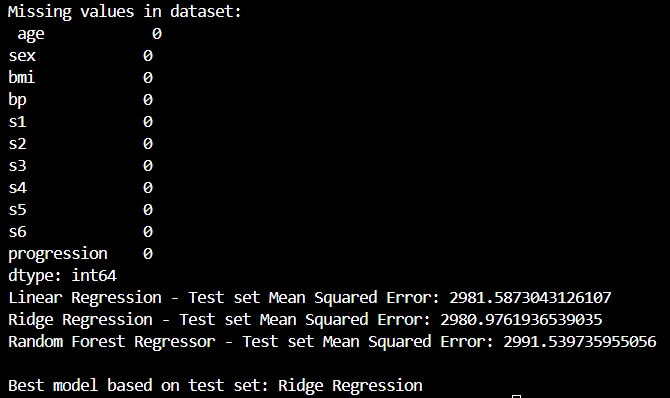 Missing values in dataset:
 age             0
sex            0
bmi            0
bp             0
s1             0
s2             0
s3             0
s4             0
s5             0
s6             0
progression    0
dtype: int64
Linear Regression - Test set Mean Squared Error: 2981.5873043126107
Ridge Regression - Test set Mean Squared Error: 2980.9761936539035
Random Forest Regressor - Test set Mean Squared Error: 2991.539735955056

Best model based on test set: Ridge Regression